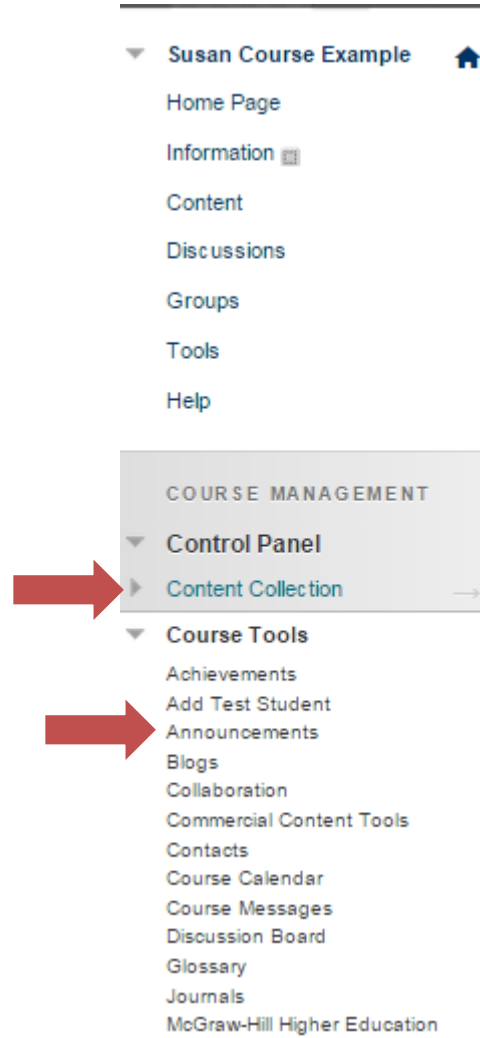 Susan Course Example
Home Page
Information
Content
Discussions
Groups
Tools
Help
COURSE MANAGEMENT
Control Panel
Content Collection
Course Tools
Achievements
Add Test Student
Announcements
Blogs
Collaboration
Commercial Content Tools
Contacts
Course Calendar
Course Messages
Discussion Board
Glossary
Journals
McGraw-Hill Higher Education